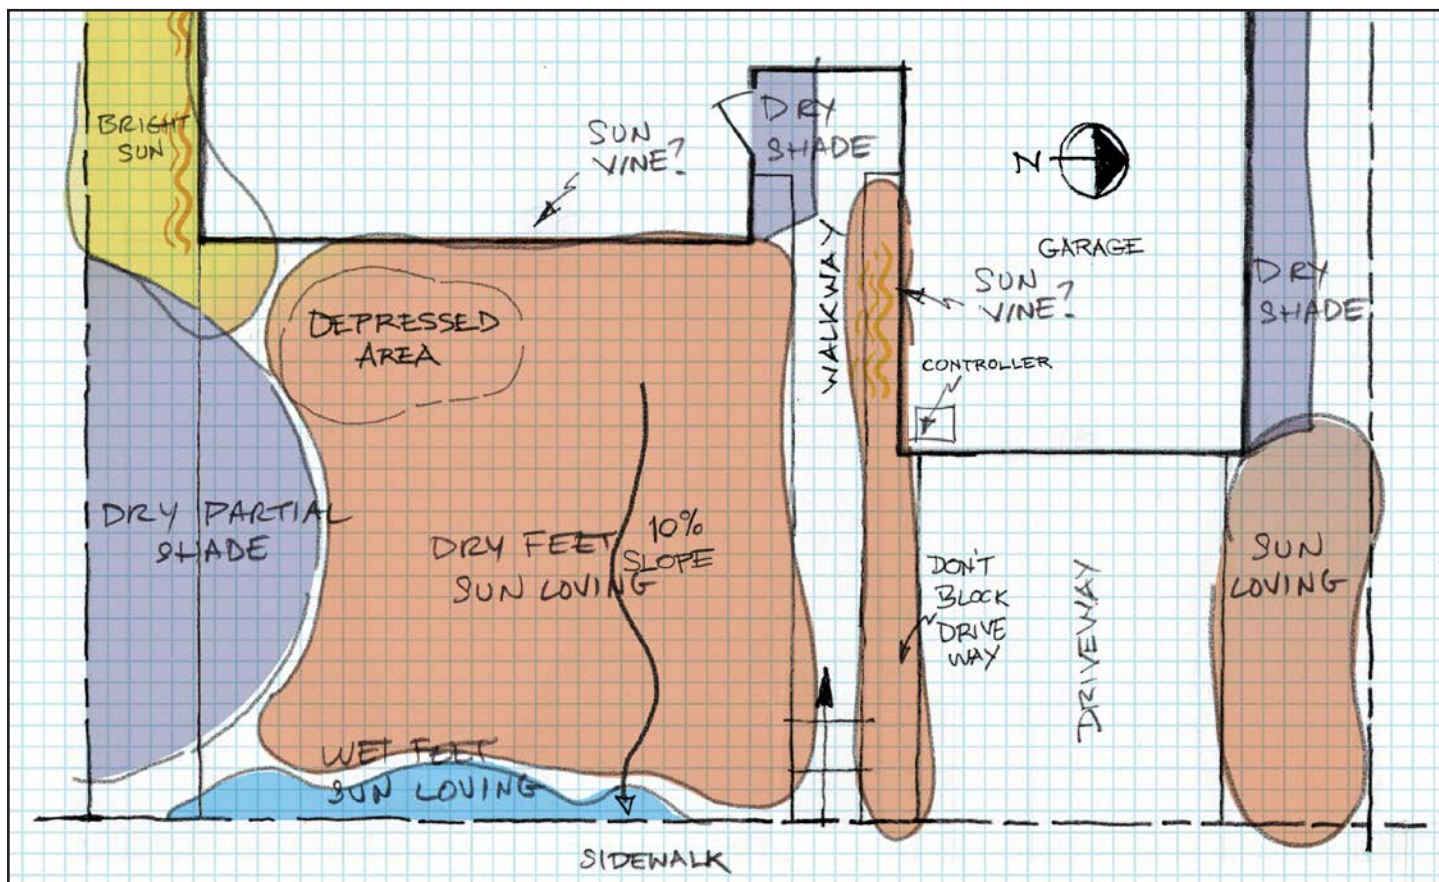 BRIGHT
SUN
SUN
VINE?
DRY
SHADE
N
GARAGE
DRY
SHADE
SUN
VINE?
WALKWAY
DEPRESSED
AREA
CONTROLLER
DRY PARTIAL
SHADE
DRY FEET
SUN LOVING
10%
SLOPE
DON'T
BLOCK
DRIVE
WAY
DRIVEWAY
SUN
LOVING
WET FEET
SUN LOVING
SIDEWALK